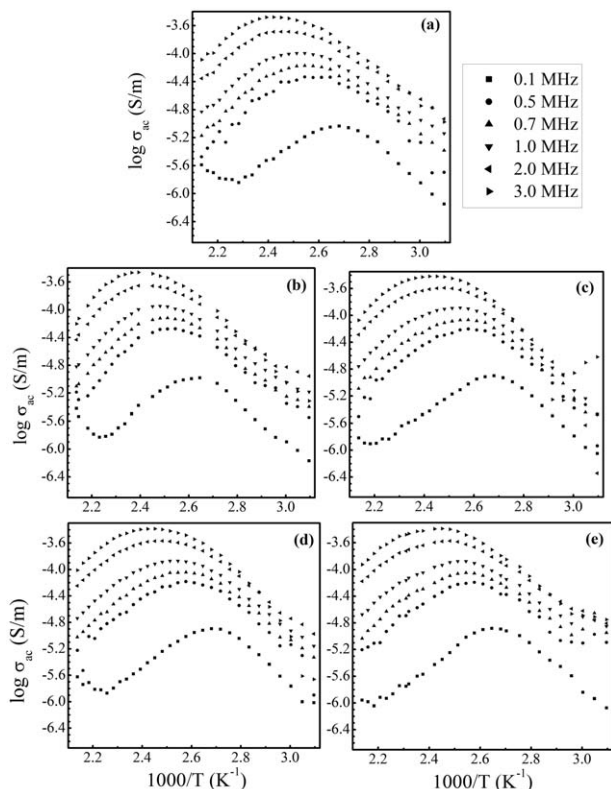 (a)
-3.6
-4.0
-4.4
-4.8
-5.2
-5.6
-6.0
-6.4
log σac (S/m)
2.2 2.4 2.6 2.8 3.0
0.1 MHz
0.5 MHz
0.7 MHz
1.0 MHz
2.0 MHz
3.0 MHz
(b)
-3.6
-4.0
-4.4
-4.8
-5.2
-5.6
-6.0
-6.4
log σac (S/m)
2.2 2.4 2.6 2.8 3.0
(c)
-3.6
-4.0
-4.4
-4.8
-5.2
-5.6
-6.0
-6.4
2.2 2.4 2.6 2.8 3.0
(d)
-3.6
-4.0
-4.4
-4.8
-5.2
-5.6
-6.0
-6.4
log σac (S/m)
2.2 2.4 2.6 2.8 3.0
1000/T (K-1)
(e)
-3.6
-4.0
-4.4
-4.8
-5.2
-5.6
-6.0
-6.4
2.2 2.4 2.6 2.8 3.0
1000/T (K-1)